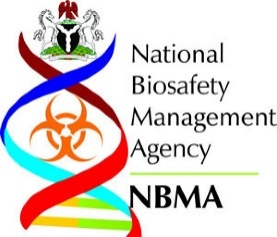 National
Biosafety
Management
Agency
NBMA